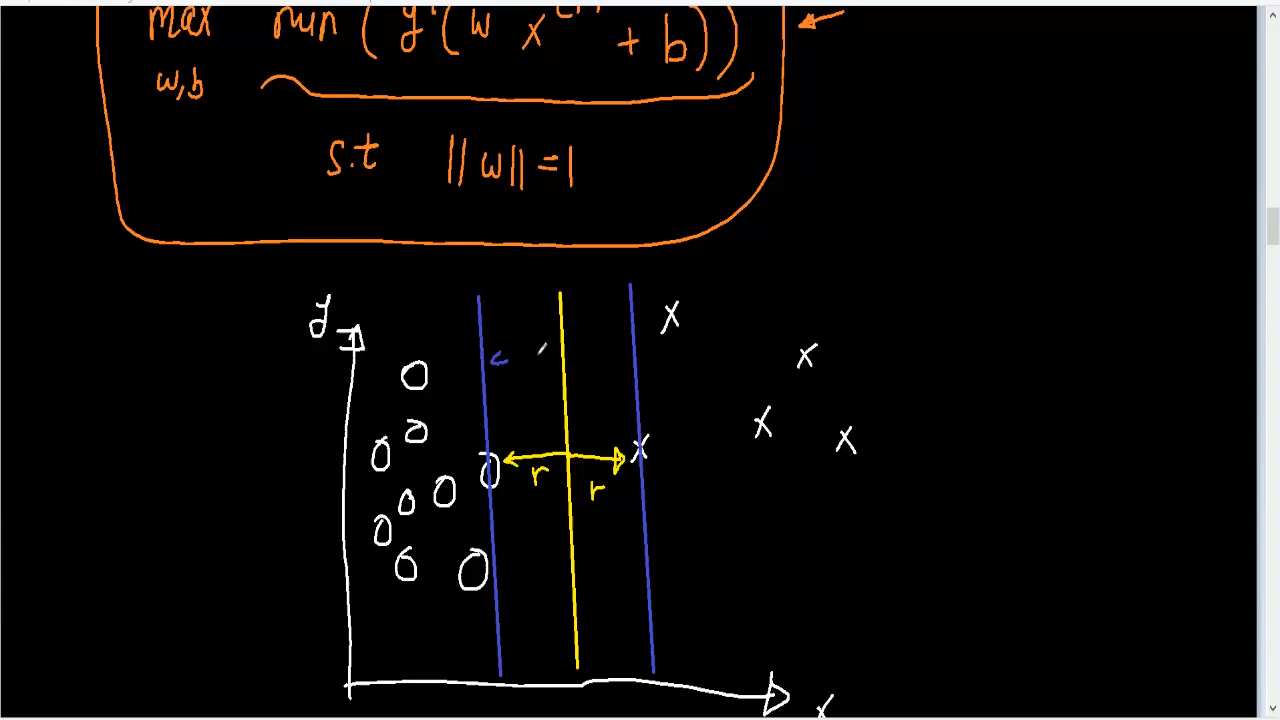 max min ( y ( w x + b ) )
w,b
s.t ||w|| = 1
y
r
r
x